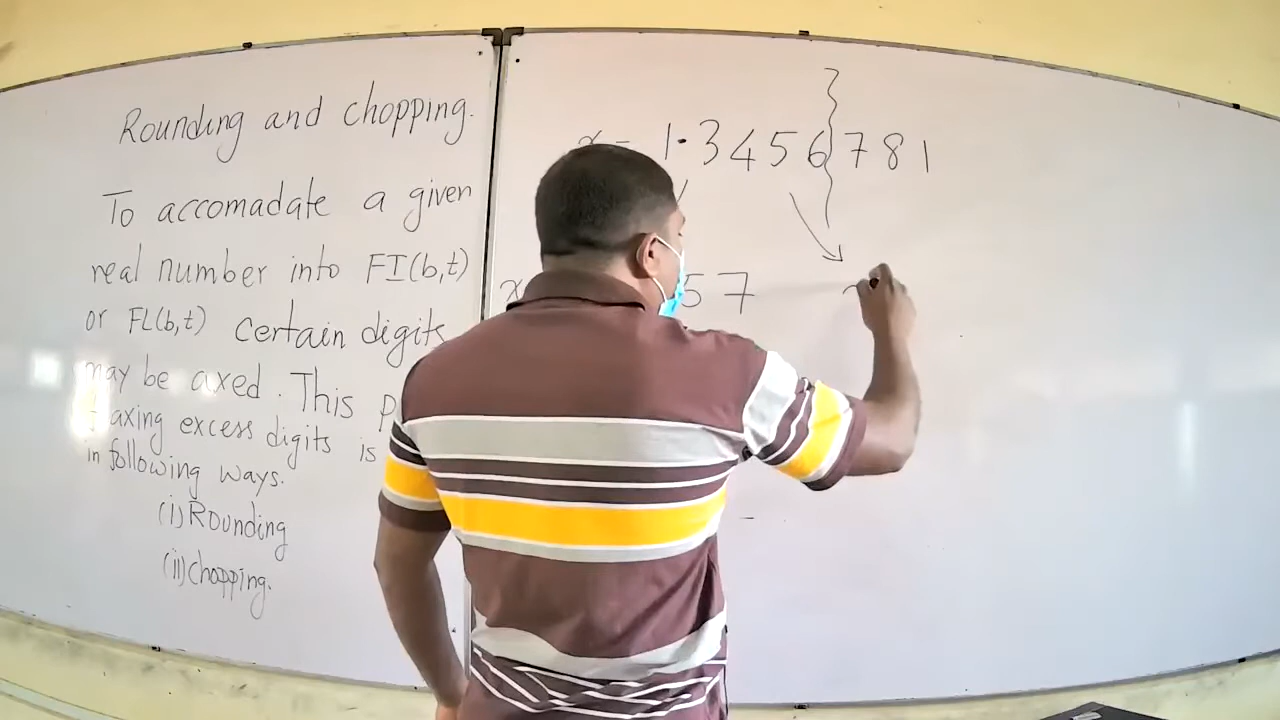 Rounding and chopping.
To accomadate a given
real number into FI(b,t)
or FL(b,t) certain digits
may be axed. This
axing excess digits is
in following ways.
(i) Rounding
(ii) chopping.
x = 1.3456781
x 57